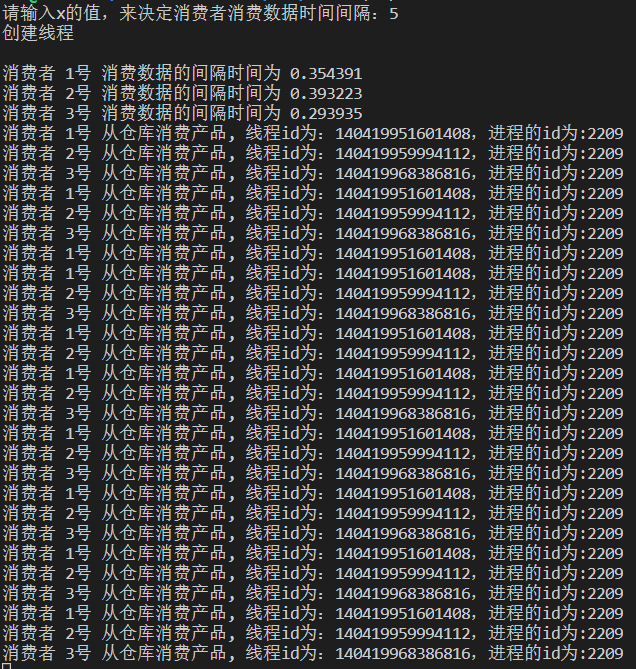 请输入x的值，来决定消费者消费数据时间间隔：5
创建线程
消费者 1号 消费数据的间隔时间为 0.354391
消费者 2号 消费数据的间隔时间为 0.393223
消费者 3号 消费数据的间隔时间为 0.293935
消费者 1号 从仓库消费产品, 线程id为：140419951601408，进程的id为:2209
消费者 2号 从仓库消费产品, 线程id为：140419959994112，进程的id为:2209
消费者 3号 从仓库消费产品, 线程id为：140419968386816，进程的id为:2209
消费者 1号 从仓库消费产品, 线程id为：140419951601408，进程的id为:2209
消费者 2号 从仓库消费产品, 线程id为：140419959994112，进程的id为:2209
消费者 3号 从仓库消费产品, 线程id为：140419968386816，进程的id为:2209
消费者 1号 从仓库消费产品, 线程id为：140419951601408，进程的id为:2209
消费者 1号 从仓库消费产品, 线程id为：140419951601408，进程的id为:2209
消费者 2号 从仓库消费产品, 线程id为：140419959994112，进程的id为:2209
消费者 3号 从仓库消费产品, 线程id为：140419968386816，进程的id为:2209
消费者 1号 从仓库消费产品, 线程id为：140419951601408，进程的id为:2209
消费者 2号 从仓库消费产品, 线程id为：140419959994112，进程的id为:2209
消费者 1号 从仓库消费产品, 线程id为：140419951601408，进程的id为:2209
消费者 2号 从仓库消费产品, 线程id为：140419959994112，进程的id为:2209
消费者 3号 从仓库消费产品, 线程id为：140419968386816，进程的id为:2209
消费者 1号 从仓库消费产品, 线程id为：140419951601408，进程的id为:2209
消费者 2号 从仓库消费产品, 线程id为：140419959994112，进程的id为:2209
消费者 3号 从仓库消费产品, 线程id为：140419968386816，进程的id为:2209
消费者 1号 从仓库消费产品, 线程id为：140419951601408，进程的id为:2209
消费者 2号 从仓库消费产品, 线程id为：140419959994112，进程的id为:2209
消费者 3号 从仓库消费产品, 线程id为：140419968386816，进程的id为:2209
消费者 1号 从仓库消费产品, 线程id为：140419951601408，进程的id为:2209
消费者 2号 从仓库消费产品, 线程id为：140419959994112，进程的id为:2209
消费者 3号 从仓库消费产品, 线程id为：140419968386816，进程的id为:2209
消费者 1号 从仓库消费产品, 线程id为：140419951601408，进程的id为:2209
消费者 2号 从仓库消费产品, 线程id为：140419959994112，进程的id为:2209
消费者 3号 从仓库消费产品, 线程id为：140419968386816，进程的id为:2209